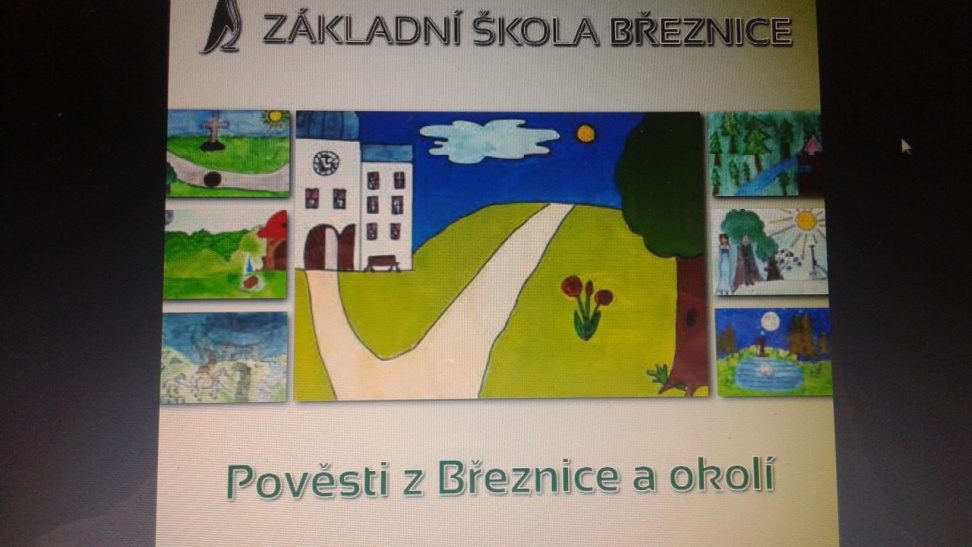 ZÁKLADNÍ ŠKOLA BŘEZNICE
Pověsti z Březnice a okolí